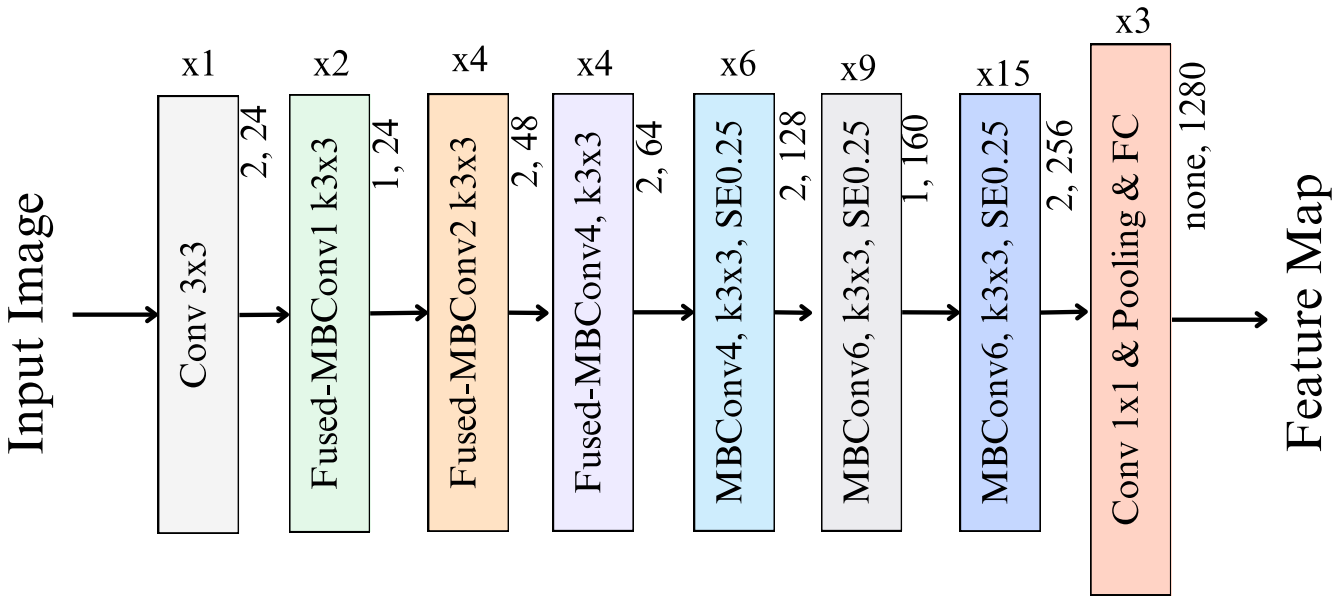 Input Image
x1
Conv 3x3
2, 24
x2
Fused-MBConv1 k3x3
1, 24
x4
Fused-MBConv2 k3x3
2, 48
x4
Fused-MBConv4, k3x3
2, 64
x6
MBConv4, k3x3, SE0.25
2, 128
x9
MBConv6, k3x3, SE0.25
1, 160
x15
MBConv6, k3x3, SE0.25
2, 256
x3
Conv 1x1 & Pooling & FC
none, 1280
Feature Map